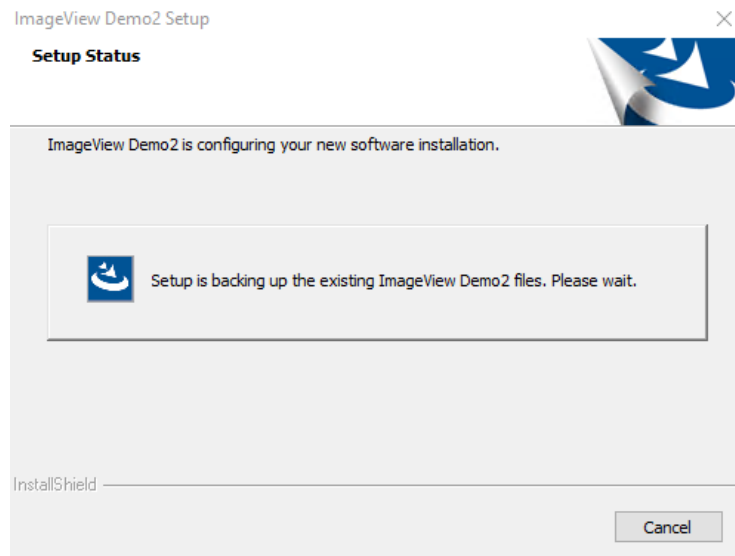 ImageView Demo2 Setup
Setup Status
ImageView Demo2 is configuring your new software installation.
Setup is backing up the existing ImageView Demo2 files. Please wait.
InstallShield
Cancel